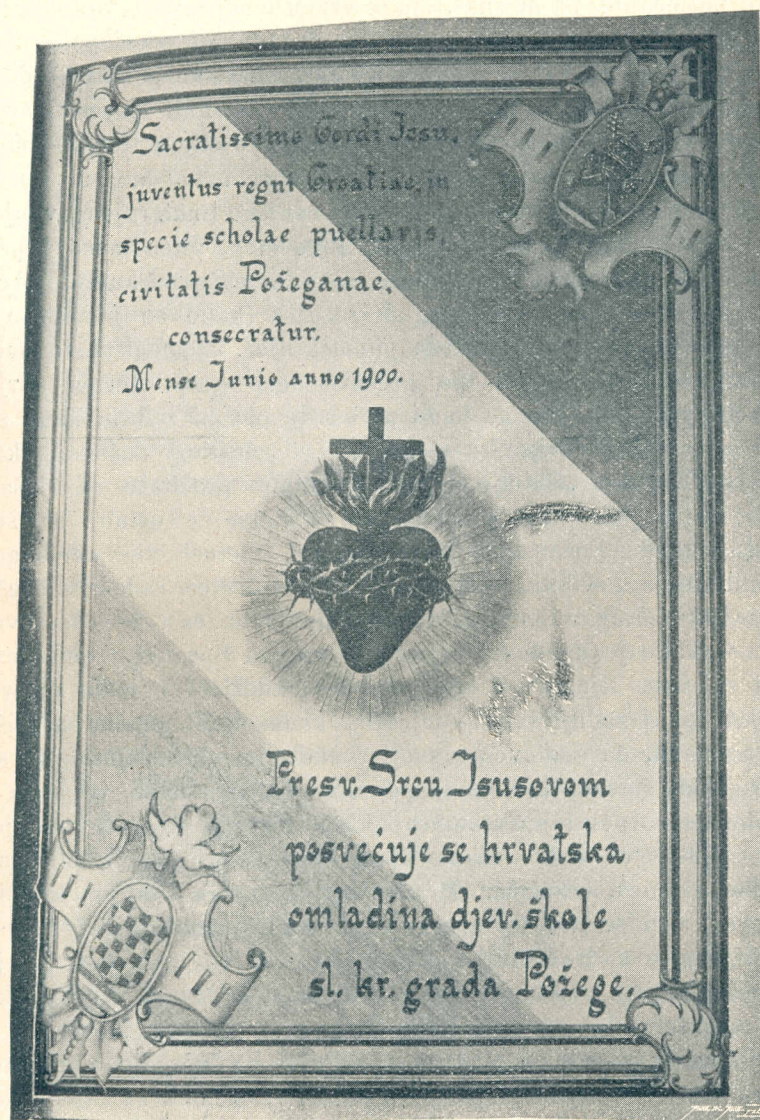 Sacratissimo Cordi Jesu,
juventus regni Croatiae, in
specie scholae puellaris,
civitatis Požeganae,
consecratur.
Mense Junio anno 1900.
Presv. Srcu Isusovom
posvećuje se hrvatska
omladina djev. škole
sl. kr. grada Požege.